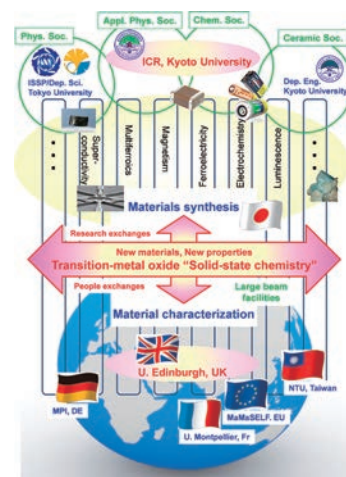 Phys. Soc.
Appl. Phys. Soc.
Chem. Soc.
Ceramic Soc.
ISSP/Dep. Sci.
Tokyo University
ICR, Kyoto University
Dep. Eng.
Kyoto University
Super-
conductivity
Multiferroics
Magnetism
Ferroelectricity
Electrochemistry
Luminescence
Materials synthesis
Research exchanges
New materials, New properties
Transition-metal oxide “Solid-state chemistry”
People exchanges
Large beam
facilities
Material characterization
U. Edinburgh, UK
MPI, DE
NTU, Taiwan
MaMaSELF. EU
U. Montpellier, Fr